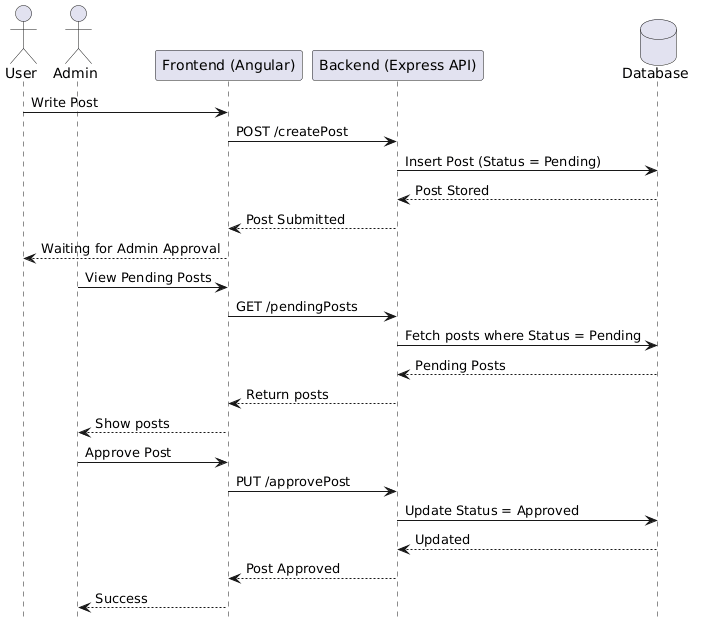 User
Admin
Frontend (Angular)
Backend (Express API)
Database
Write Post
POST /createPost
Insert Post (Status = Pending)
Post Stored
Post Submitted
Waiting for Admin Approval
View Pending Posts
GET /pendingPosts
Fetch posts where Status = Pending
Pending Posts
Return posts
Show posts
Approve Post
PUT /approvePost
Update Status = Approved
Updated
Post Approved
Success